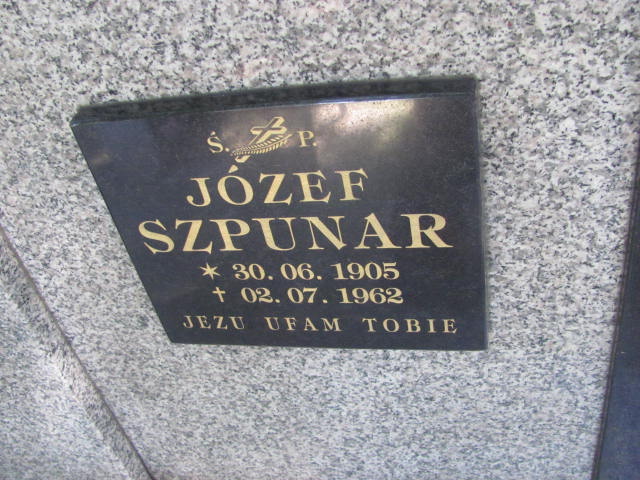 Ś. P.
JÓZEF
SZPUNAR
* 30. 06. 1905
✝ 02. 07. 1962
JEZU UFAM TOBIE